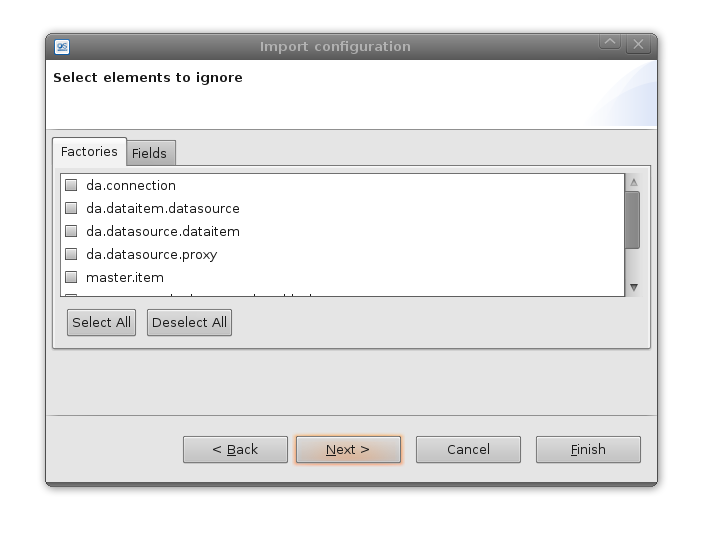 Import configuration
Select elements to ignore
Factories
Fields
da.connection
da.dataitem.datasource
da.datasource.dataitem
da.datasource.proxy
master.item
Select All
Deselect All
< Back
Next >
Cancel
Finish